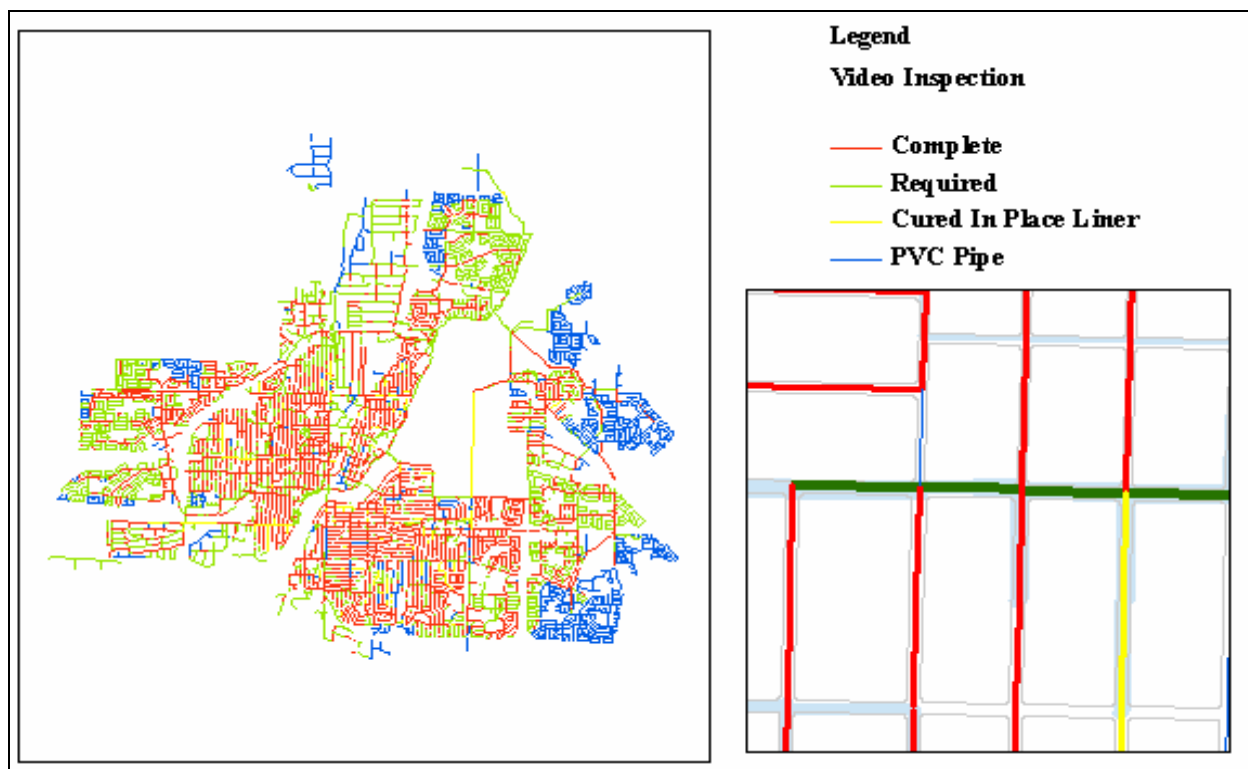 Legend
Video Inspection
Complete
Required
Cured In Place Liner
PVC Pipe